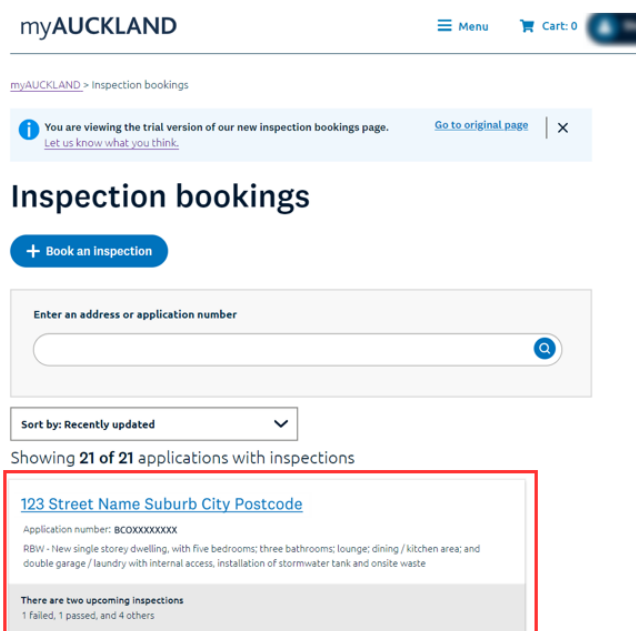 myAUCKLAND
Menu
Cart: 0
myAUCKLAND > Inspection bookings
You are viewing the trial version of our new inspection bookings page.
Go to original page
Let us know what you think.
Inspection bookings
+ Book an inspection
Enter an address or application number
Sort by: Recently updated
Showing 21 of 21 applications with inspections
123 Street Name Suburb City Postcode
Application number: BCOXXXXXXXX
RBW - New single storey dwelling, with five bedrooms; three bathrooms; lounge; dining / kitchen area; and
double garage / laundry with internal access, installation of stormwater tank and onsite waste
There are two upcoming inspections
1 failed, 1 passed, and 4 others